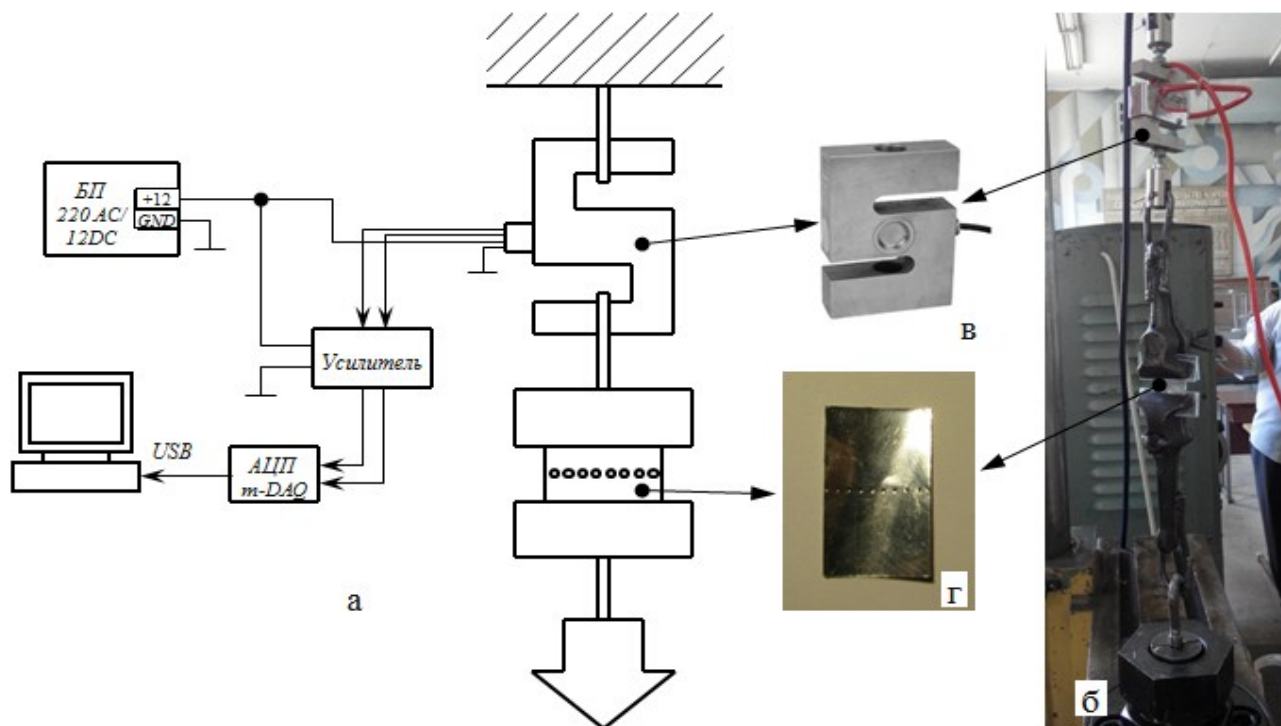 БП
220 AC/
12DC
+12
GND
Усилитель
USB
АЦП
m-DAQ
а
в
г
б